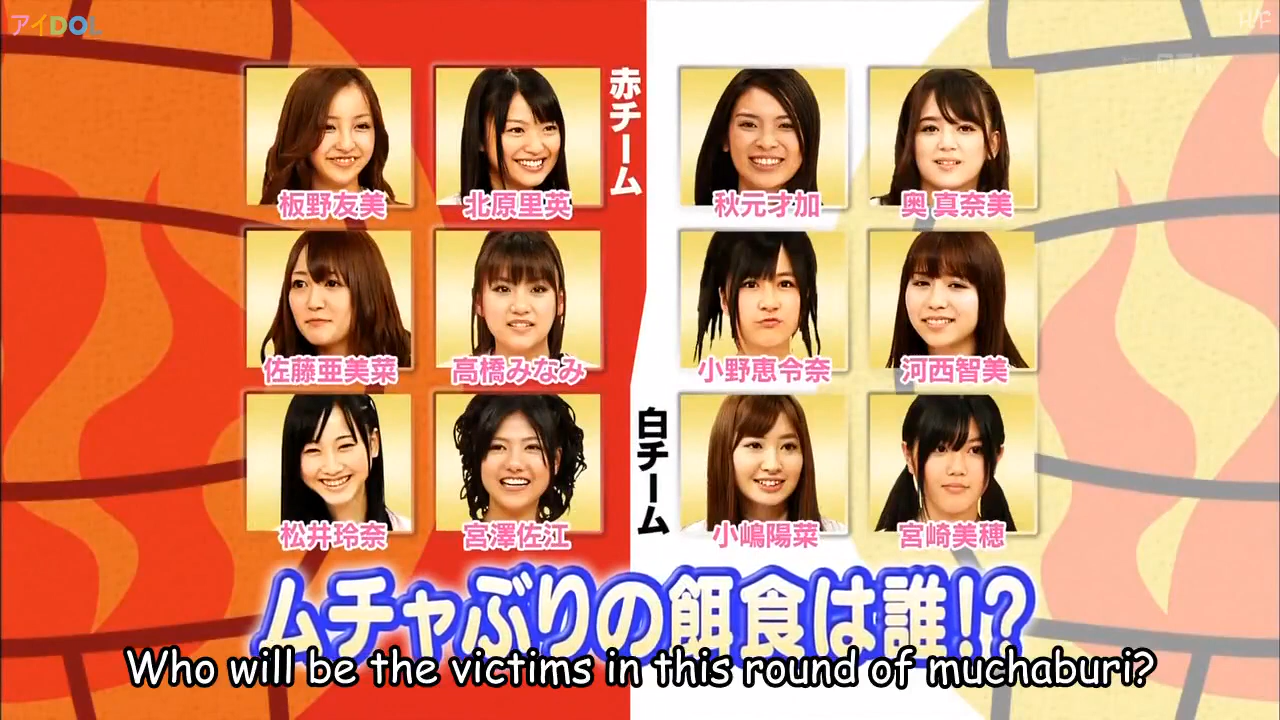 アイDOL
H!F
赤チーム
板野友美
北原里英
秋元才加
奥 真奈美
佐藤亜美菜
高橋みなみ
小野恵令奈
河西智美
白チーム
松井玲奈
宮澤佐江
小嶋陽菜
宮崎美穂
ムチャぶりの餌食は誰!?
Who will be the victims in this round of muchaburi?